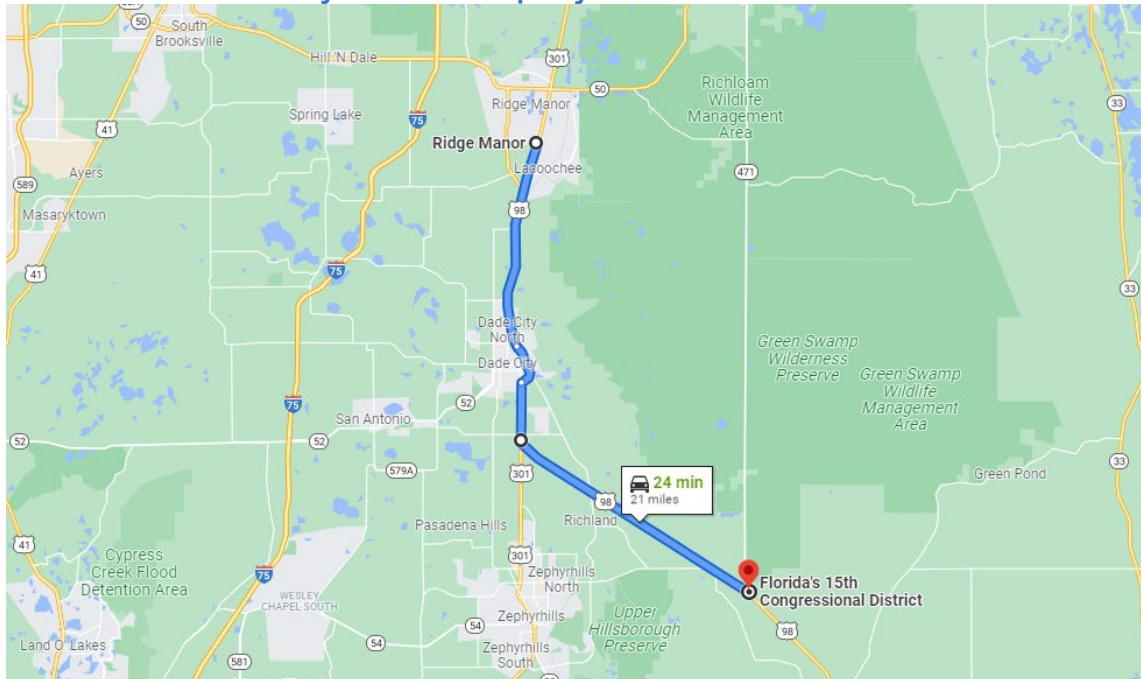 50
South
Brooksville
Hill 'N Dale
301
Ridge Manor
50
Richloam
Wildlife
Management
Area
33
Spring Lake
75
41
Ridge Manor
Lacoochee
471
Ayers
589
98
Masaryktown
41
75
33
Dade City
North
Dade City
Green Swamp
Wilderness
Preserve
Green Swamp
Wildlife
Management
Area
75
52
San Antonio
52
52
301
33
579A
Green Pond
24 min
21 miles
98
Richland
Pasadena Hills
41
301
Cypress
Creek Flood
Detention Area
75
Zephyrhills
North
Florida's 15th
Congressional District
WESLEY
CHAPEL SOUTH
Zephyrhills
54
Upper
Hillsborough
Preserve
98
Land O' Lakes
54
Zephyrhills
South
581